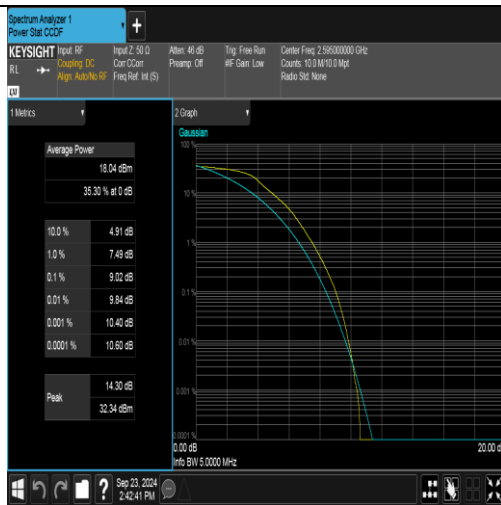 Spectrum Analyzer 1
Power Stat CCDF
KEYSIGHT
RL
LXI
Input: RF
Coupling: DC
Align: Auto/No RF
Input Z: 50 Ω
Corr CCorr
Freq Ref: Int (S)
Atten: 46 dB
Preamp: Off
Trig: Free Run
#IF Gain: Low
Center Freq: 2.595000000 GHz
Counts: 10.0 M/10.0 Mpt
Radio Std: None
1 Metrics
Average Power
18.04 dBm
35.30 % at 0 dB
10.0 % 4.91 dB
1.0 % 7.49 dB
0.1 % 9.02 dB
0.01 % 9.84 dB
0.001 % 10.40 dB
0.0001 % 10.60 dB
Peak
14.30 dB
32.34 dBm
2 Graph
Gaussian
100 %
10 %
1 %
0.1 %
0.01 %
0.001 %
0.0001 %
0.00 dB
20.00 d
Info BW 5.0000 MHz
Sep 23, 2024
2:42:41 PM